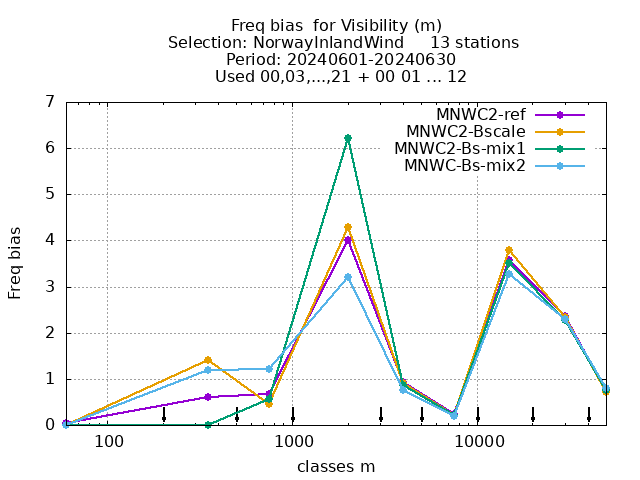 Freq bias  for Visibility (m)
Selection: NorwayInlandWind     13 stations
Period: 20240601-20240630
Used 00,03,...,21 + 00 01 ... 12
MNWC2-ref
MNWC2-Bscale
MNWC2-Bs-mix1
MNWC-Bs-mix2
Freq bias
7
6
5
4
3
2
1
0
100 1000 10000
classes m